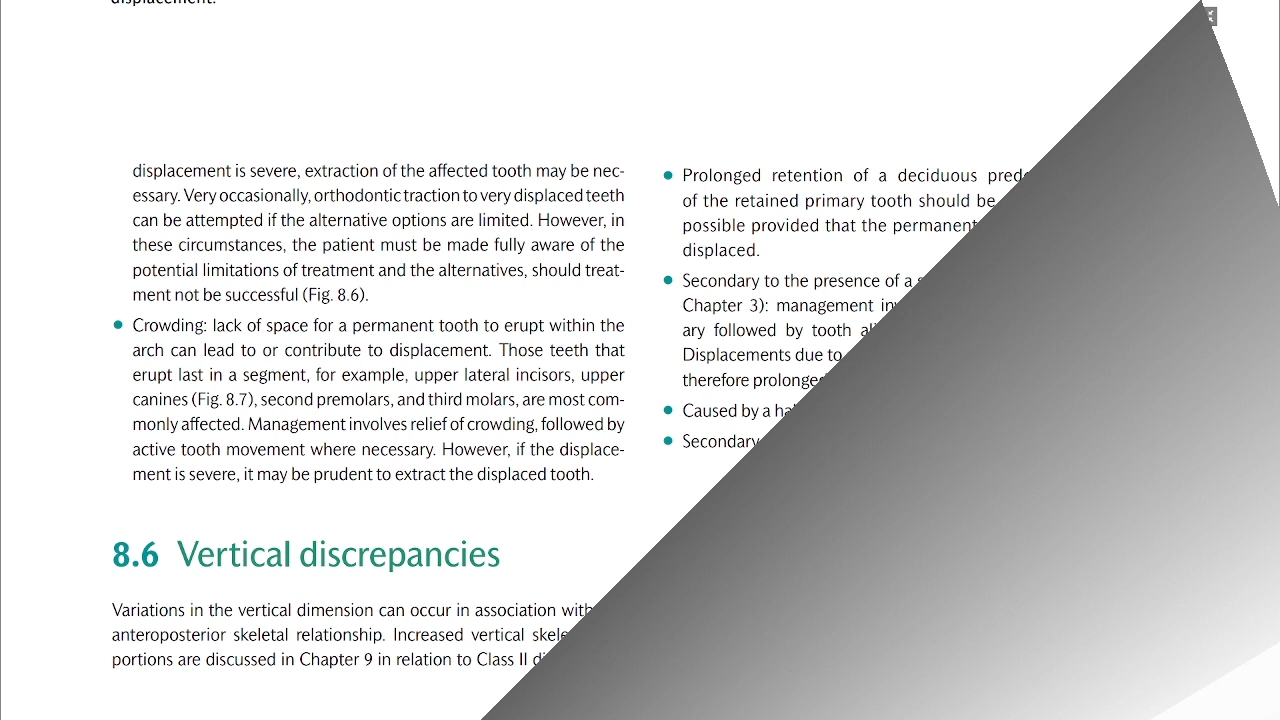 displacement.
displacement is severe, extraction of the affected tooth may be nec-
essary. Very occasionally, orthodontic traction to very displaced teeth
can be attempted if the alternative options are limited. However, in
these circumstances, the patient must be made fully aware of the
potential limitations of treatment and the alternatives, should treat-
ment not be successful (Fig. 8.6).
● Crowding: lack of space for a permanent tooth to erupt within the
arch can lead to or contribute to displacement. Those teeth that
erupt last in a segment, for example, upper lateral incisors, upper
canines (Fig. 8.7), second premolars, and third molars, are most com-
monly affected. Management involves relief of crowding, followed by
active tooth movement where necessary. However, if the displace-
ment is severe, it may be prudent to extract the displaced tooth.
8.6 Vertical discrepancies
Variations in the vertical dimension can occur in association with
anteroposterior skeletal relationship. Increased vertical
portions are discussed in Chapter 9 in relation to Class II
● Prolonged retention of a deciduous
of the retained primary tooth should be
possible provided that the permanent
displaced.
● Secondary to the presence of a
Chapter 3): management
ary followed by tooth
Displacements due to
therefore
● Caused by a
● Secondary